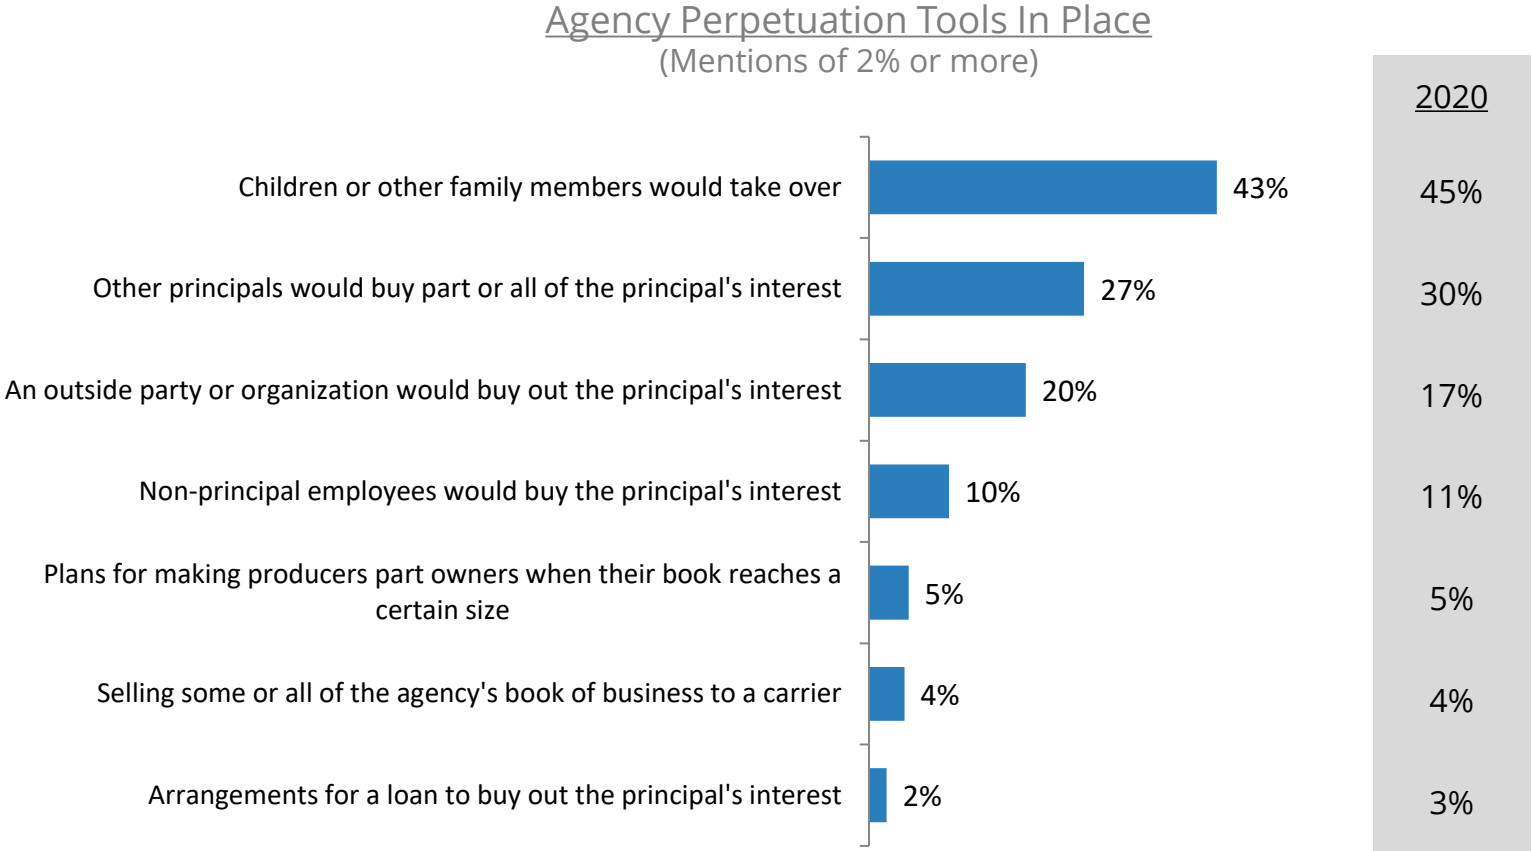 Agency Perpetuation Tools In Place
(Mentions of 2% or more)
2020
Children or other family members would take over 43% 45%
Other principals would buy part or all of the principal's interest 27% 30%
An outside party or organization would buy out the principal's interest 20% 17%
Non-principal employees would buy the principal's interest 10% 11%
Plans for making producers part owners when their book reaches a
certain size 5% 5%
Selling some or all of the agency's book of business to a carrier 4% 4%
Arrangements for a loan to buy out the principal's interest 2% 3%